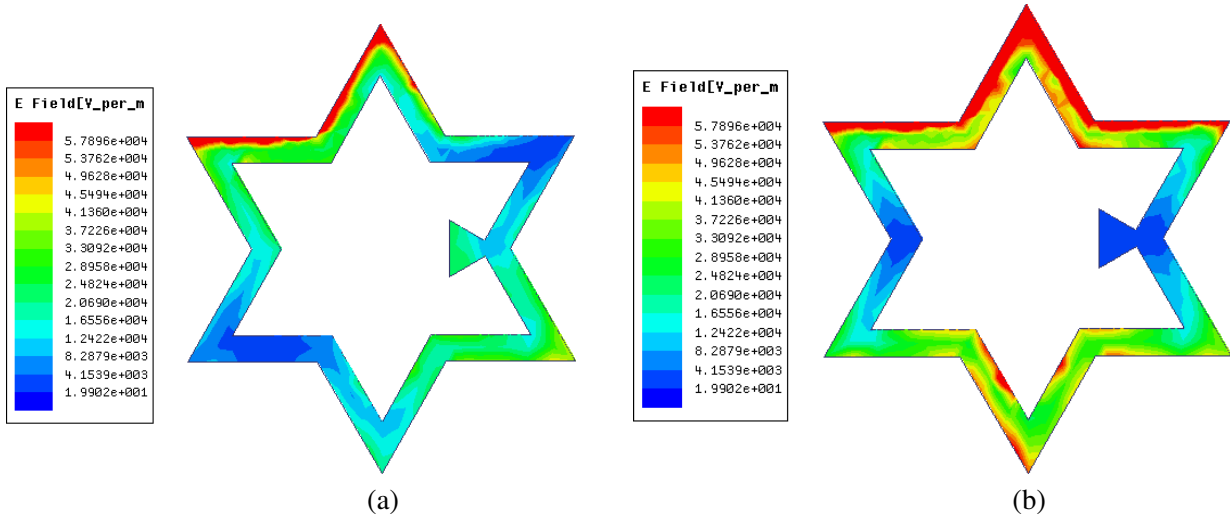 E Field[V_per_m
5.7896e+004
5.3762e+004
4.9628e+004
4.5494e+004
4.1360e+004
3.7226e+004
3.3092e+004
2.8958e+004
2.4824e+004
2.0690e+004
1.6556e+004
1.2422e+004
8.2879e+003
4.1539e+003
1.9902e+001
(a)
E Field[V_per_m
5.7896e+004
5.3762e+004
4.9628e+004
4.5494e+004
4.1360e+004
3.7226e+004
3.3092e+004
2.8958e+004
2.4824e+004
2.0690e+004
1.6556e+004
1.2422e+004
8.2879e+003
4.1539e+003
1.9902e+001
(b)